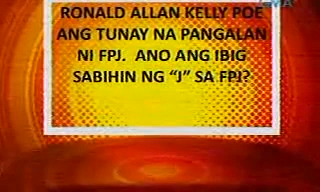 RONALD ALLAN KELLY POE
ANG TUNAY NA PANGALAN
NI FPJ. ANO ANG IBIG
SABIHIN NG "J" SA FPJ?